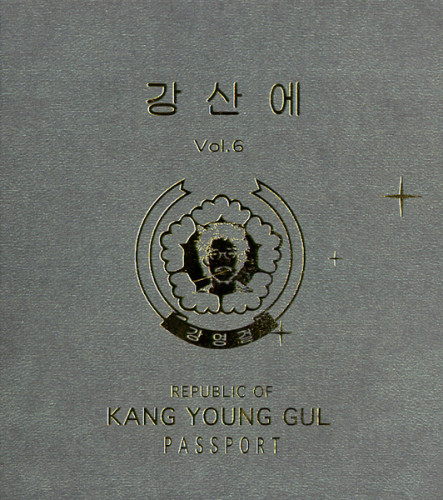 강산에
Vol.6
강영걸
REPUBLIC OF
KANG YOUNG GUL
PASSPORT